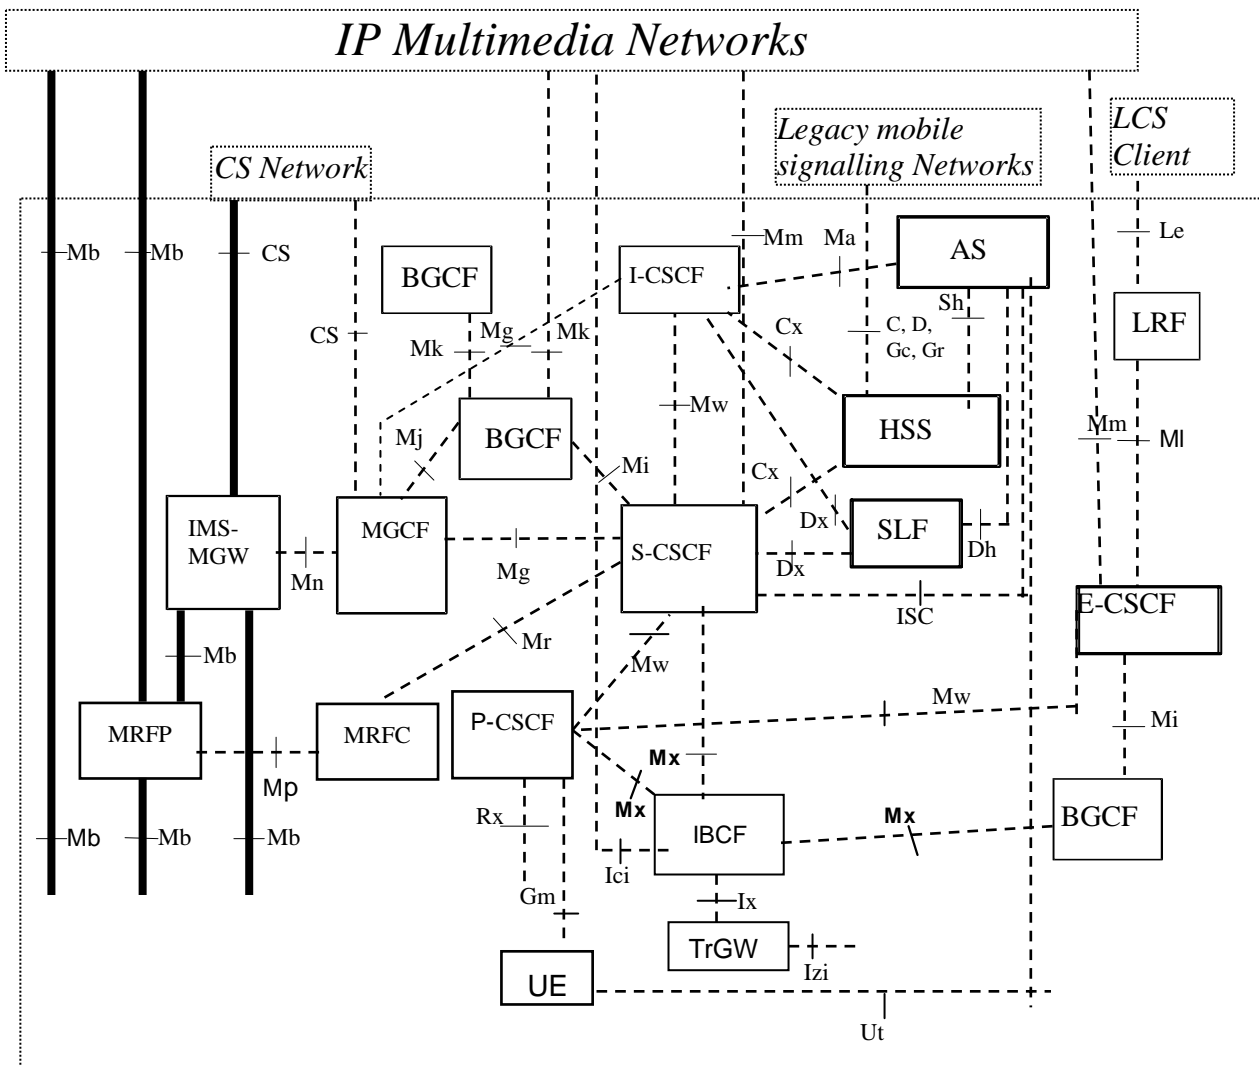 IP Multimedia Networks
Legacy mobile
signalling Networks
LCS
Client
CS Network
Mb
Mb
CS
BGCF
I-CSCF
Mm
Ma
AS
Le
CS
Mk
Mg
Mk
Cx
C, D,
Gc, Gr
Sh
LRF
Mj
BGCF
Mi
Mw
HSS
Mm
Ml
Cx
IMS-
MGW
Mn
MGCF
Mg
S-CSCF
Dx
Dx
SLF
Dh
ISC
E-CSCF
Mb
Mr
Mw
Mw
Mi
MRFP
Mp
MRFC
P-CSCF
Mx
Mx
Mx
BGCF
Mb
Mb
Mb
Rx
Gm
Ici
IBCF
Ix
TrGW
Izi
UE
Ut